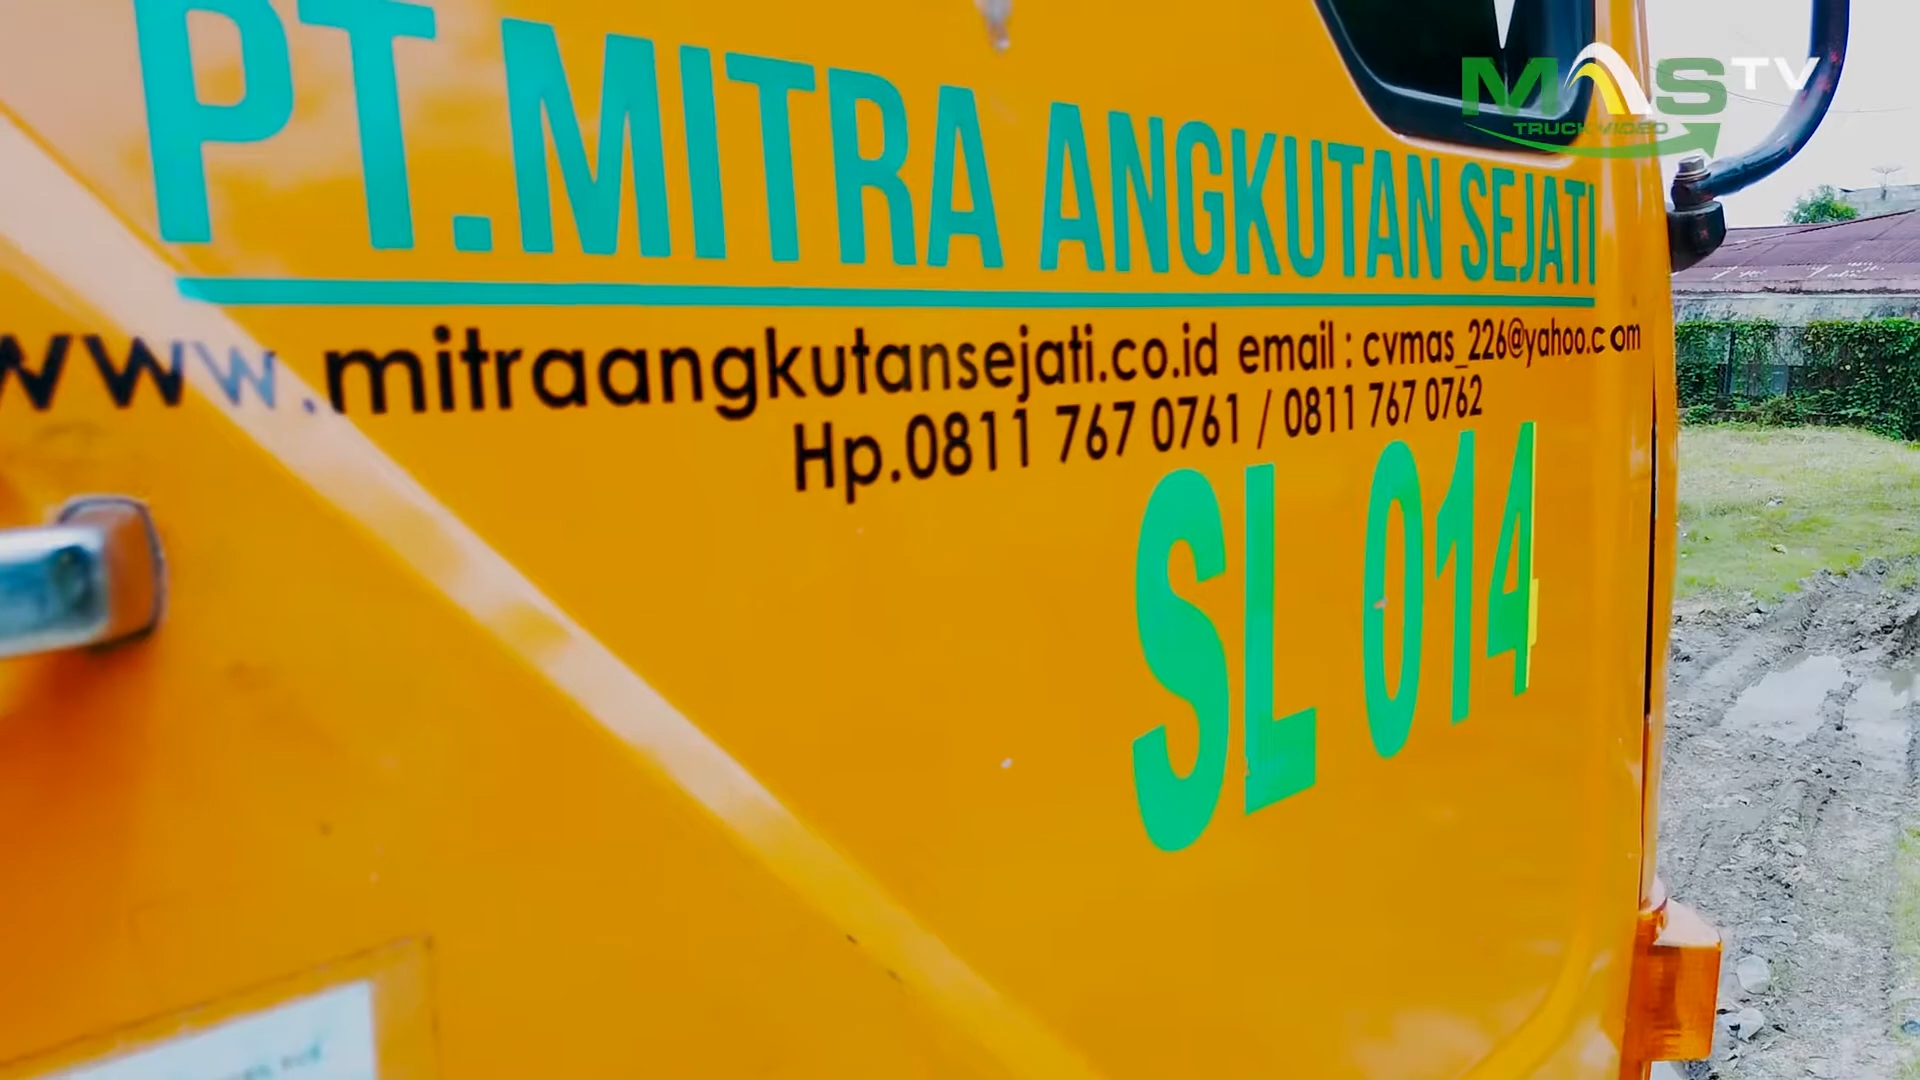 MAS TV
TRUCK VIDEO
PT.MITRA ANGKUTAN SEJATI
www.mitraangkutansejati.co.id email : cvmas_226@yahoo.com
Hp.0811 767 0761 / 0811 767 0762
SL 014